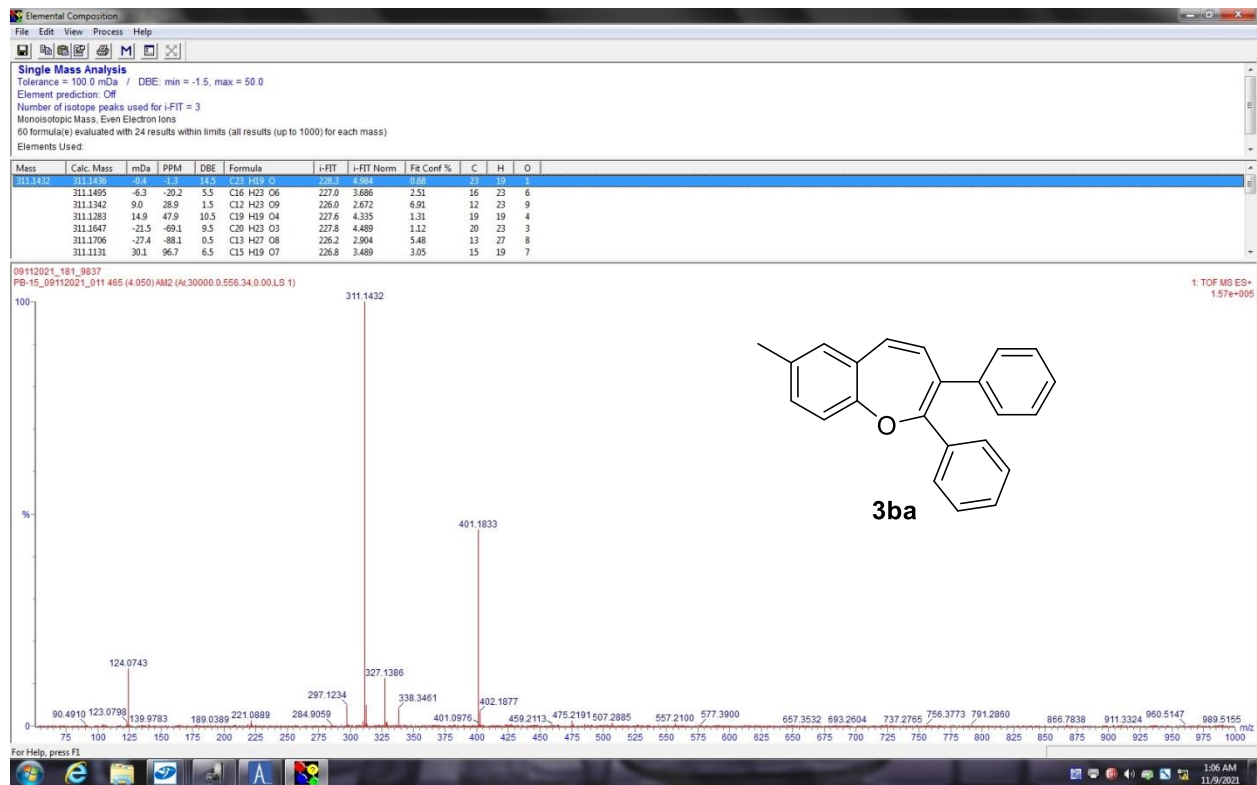 Elemental Composition
File Edit View Process Help
Single Mass Analysis
Tolerance = 100.0 mDa / DBE: min = -1.5, max = 50.0
Element prediction: Off
Number of isotope peaks used for i-FIT = 3
Monoisotopic Mass, Even Electron Ions
60 formula(e) evaluated with 24 results within limits (all results (up to 1000) for each mass)
Elements Used:
Mass Calc. Mass mDa PPM DBE Formula i-FIT i-FIT Norm Fit Conf % C H O
311.1432 311.1436 -0.4 -1.3 14.5 C23 H19 O 228.3 4.984 0.68 23 19 1
311.1495 -6.3 -20.2 5.5 C16 H23 O6 227.0 3.686 2.51 16 23 6
311.1342 9.0 28.9 1.5 C12 H23 O9 226.0 2.672 6.91 12 23 9
311.1283 14.9 47.9 10.5 C19 H19 O4 227.6 4.335 1.31 19 19 4
311.1647 -21.5 -69.1 9.5 C20 H23 O3 227.8 4.489 1.12 20 23 3
311.1706 -27.4 -88.1 0.5 C13 H27 O8 226.2 2.904 5.48 13 27 8
311.1131 30.1 96.7 6.5 C15 H19 O7 226.8 3.489 3.05 15 19 7
09112021_181_9837
PB-15_09112021_011 465 (4.050) AM2 (Ar,30000.0,556.34,0.00,LS 1)
1: TOF MS ES+
1.57e+005
100
311.1432
O
3ba
%
401.1833
124.0743
327.1386
297.1234
338.3461
402.1877
90.4910 123.0798 139.9783 189.0389 221.0889 284.9059 401.0976 459.2113 475.2191 507.2885 557.2100 577.3900 657.3532 693.2604 737.2765 756.3773 791.2860 866.7838 911.3324 960.5147 989.5155
0
75 100 125 150 175 200 225 250 275 300 325 350 375 400 425 450 475 500 525 550 575 600 625 650 675 700 725 750 775 800 825 850 875 900 925 950 975 1000
m/z
For Help, press F1
1:06 AM
11/9/2021